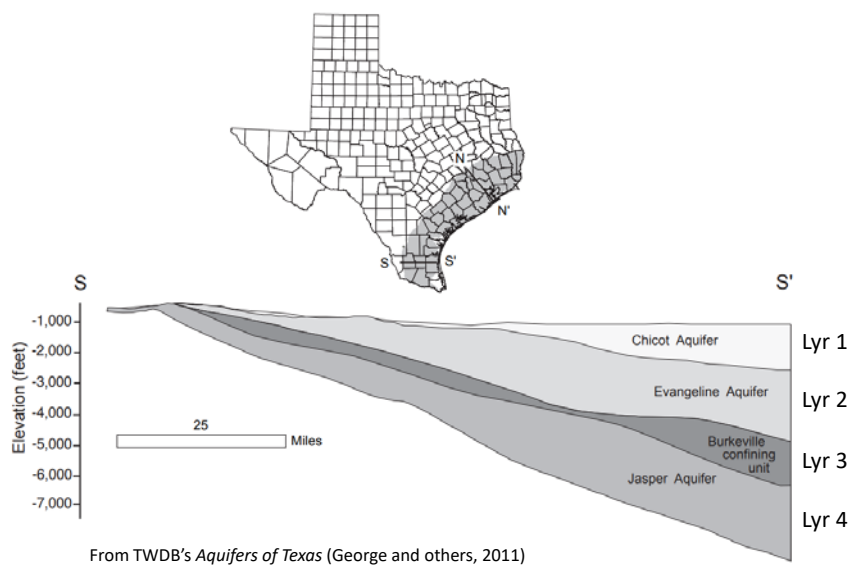 N
N'
S
S'
S
S'
-1,000
-2,000
-3,000
-4,000
-5,000
-6,000
-7,000
Elevation (feet)
25
Miles
Chicot Aquifer
Evangeline Aquifer
Burkeville
confining
unit
Jasper Aquifer
Lyr 1
Lyr 2
Lyr 3
Lyr 4
From TWDB's Aquifers of Texas (George and others, 2011)